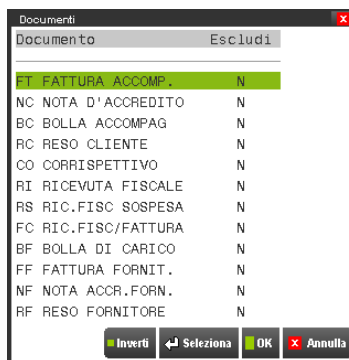 Documenti
Documento Escludi
FT FATTURA ACCOMP. N
NC NOTA D'ACCREDITO N
BC BOLLA ACCOMPAG N
RC RESO CLIENTE N
CO CORRISPETTIVO N
RI RICEVUTA FISCALE N
RS RIC.FISC SOSPESA N
FC RIC.FISC/FATTURA N
BF BOLLA DI CARICO N
FF FATTURA FORNIT. N
NF NOTA ACCR.FORN. N
RF RESO FORNITORE N
Inverti Seleziona OK X Annulla